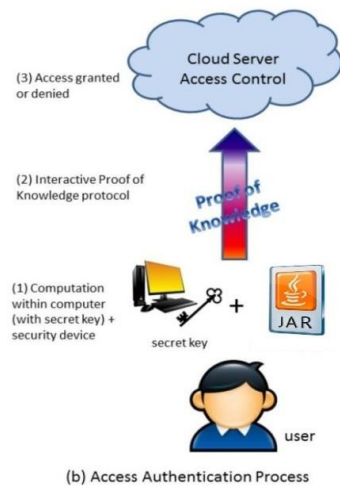 Cloud Server
Access Control
(3) Access granted
or denied
(2) Interactive Proof of
Knowledge protocol
Proof of
Knowledge
(1) Computation
within computer
(with secret key) +
security device
+
JAR
secret key
user
(b) Access Authentication Process